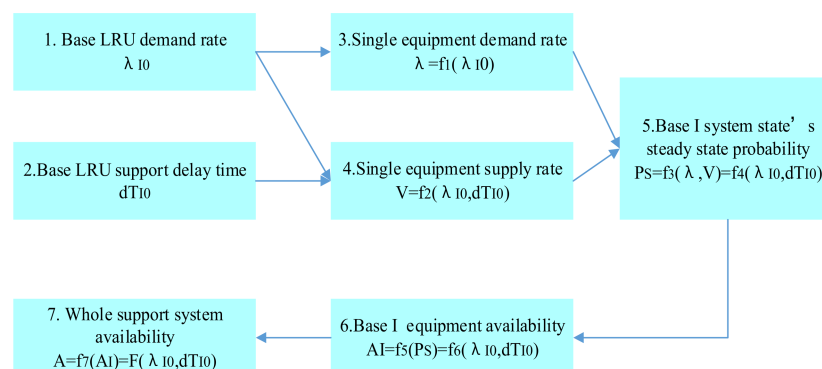 1. Base LRU demand rate
λ I0
2.Base LRU support delay time
dTI0
3.Single equipment demand rate
λ =f1( λ I0)
4.Single equipment supply rate
V=f2( λ I0,dTI0)
5.Base I system state’ s
steady state probability
PS=f3( λ ,V)=f4( λ I0,dTI0)
6.Base I equipment availability
AI=f5(PS)=f6( λ I0,dTI0)
7. Whole support system
availability
A=f7(AI)=F( λ I0,dTI0)